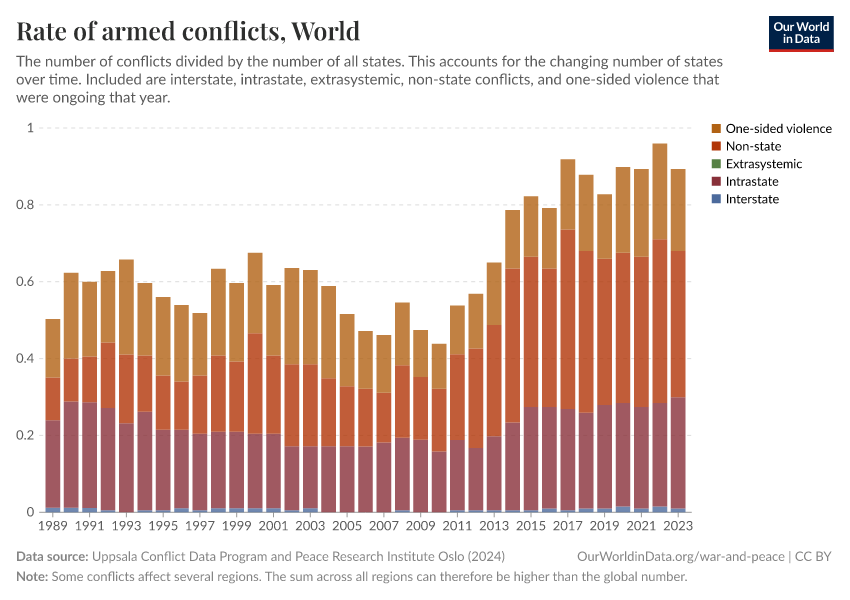 Rate of armed conflicts, World
Our World
in Data
The number of conflicts divided by the number of all states. This accounts for the changing number of states
over time. Included are interstate, intrastate, extrasystemic, non-state conflicts, and one-sided violence that
were ongoing that year.
1
0.8
0.6
0.4
0.2
0
One-sided violence
Non-state
Extrasystemic
Intrastate
Interstate
1989 1991 1993 1995 1997 1999 2001 2003 2005 2007 2009 2011 2013 2015 2017 2019 2021 2023
Data source: Uppsala Conflict Data Program and Peace Research Institute Oslo (2024)
OurWorldinData.org/war-and-peace | CC BY
Note: Some conflicts affect several regions. The sum across all regions can therefore be higher than the global number.